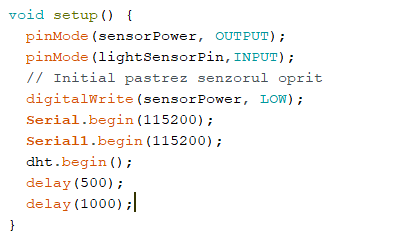 void setup() {
  pinMode(sensorPower, OUTPUT);
  pinMode(lightSensorPin,INPUT);
  // Initial pastrez senzorul oprit
  digitalWrite(sensorPower, LOW);
  Serial.begin(115200);
  Serial1.begin(115200);
  dht.begin();
  delay(500);
  delay(1000);
}